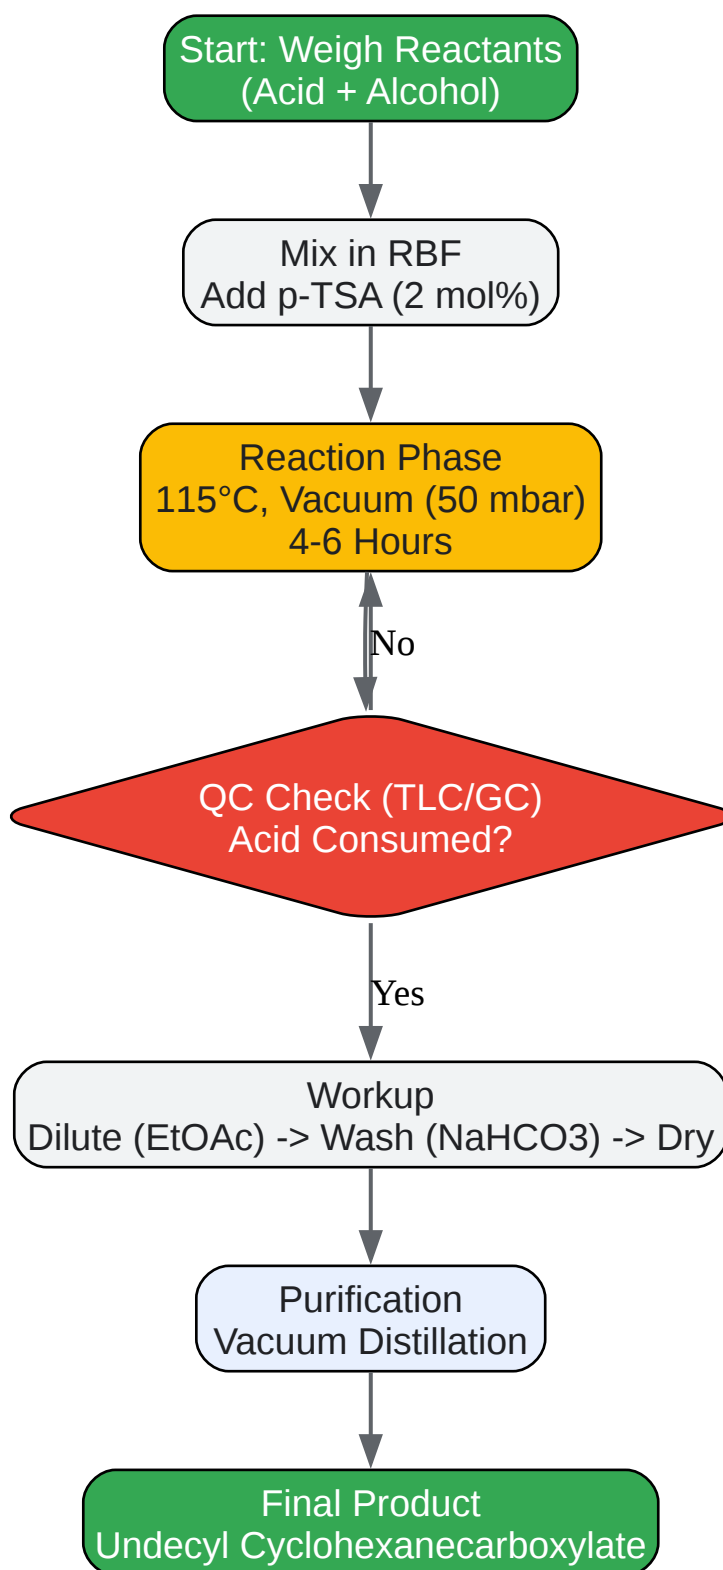 Start: Weigh Reactants
(Acid + Alcohol)
Mix in RBF
Add p-TSA (2 mol%)
Reaction Phase
115°C, Vacuum (50 mbar)
4-6 Hours
No
QC Check (TLC/GC)
Acid Consumed?
Yes
Workup
Dilute (EtOAc) -> Wash (NaHCO3) -> Dry
Purification
Vacuum Distillation
Final Product
Undecyl Cyclohexanecarboxylate